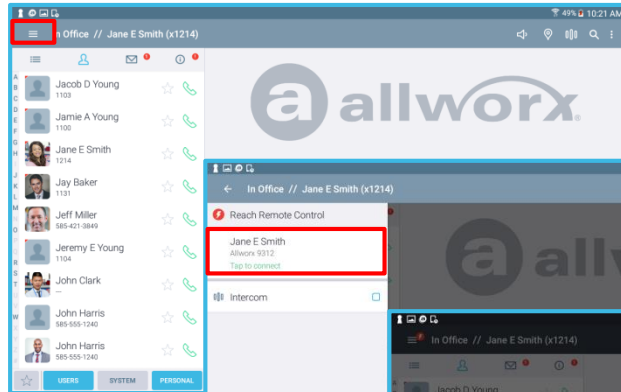 49% 10:21 AM
In Office // Jane E Smith (x1214)
Jacob D Young
1103
Jamie A Young
1100
Jane E Smith
1214
Jay Baker
1131
Jeff Miller
585-421-3849
Jeremy E Young
1104
John Clark
John Harris
585-555-1240
John Harris
585-555-1240
A
B
C
D
E
F
G
H
J
K
L
M
O
R
S
T
W
USERS
SYSTEM
PERSONAL
a allworx
In Office // Jane E Smith (x1214)
Reach Remote Control
Jane E Smith
Allworx 9312
Tap to connect
Intercom
a all
In Office // Jane E Smith (x1214)
Jacob D Young